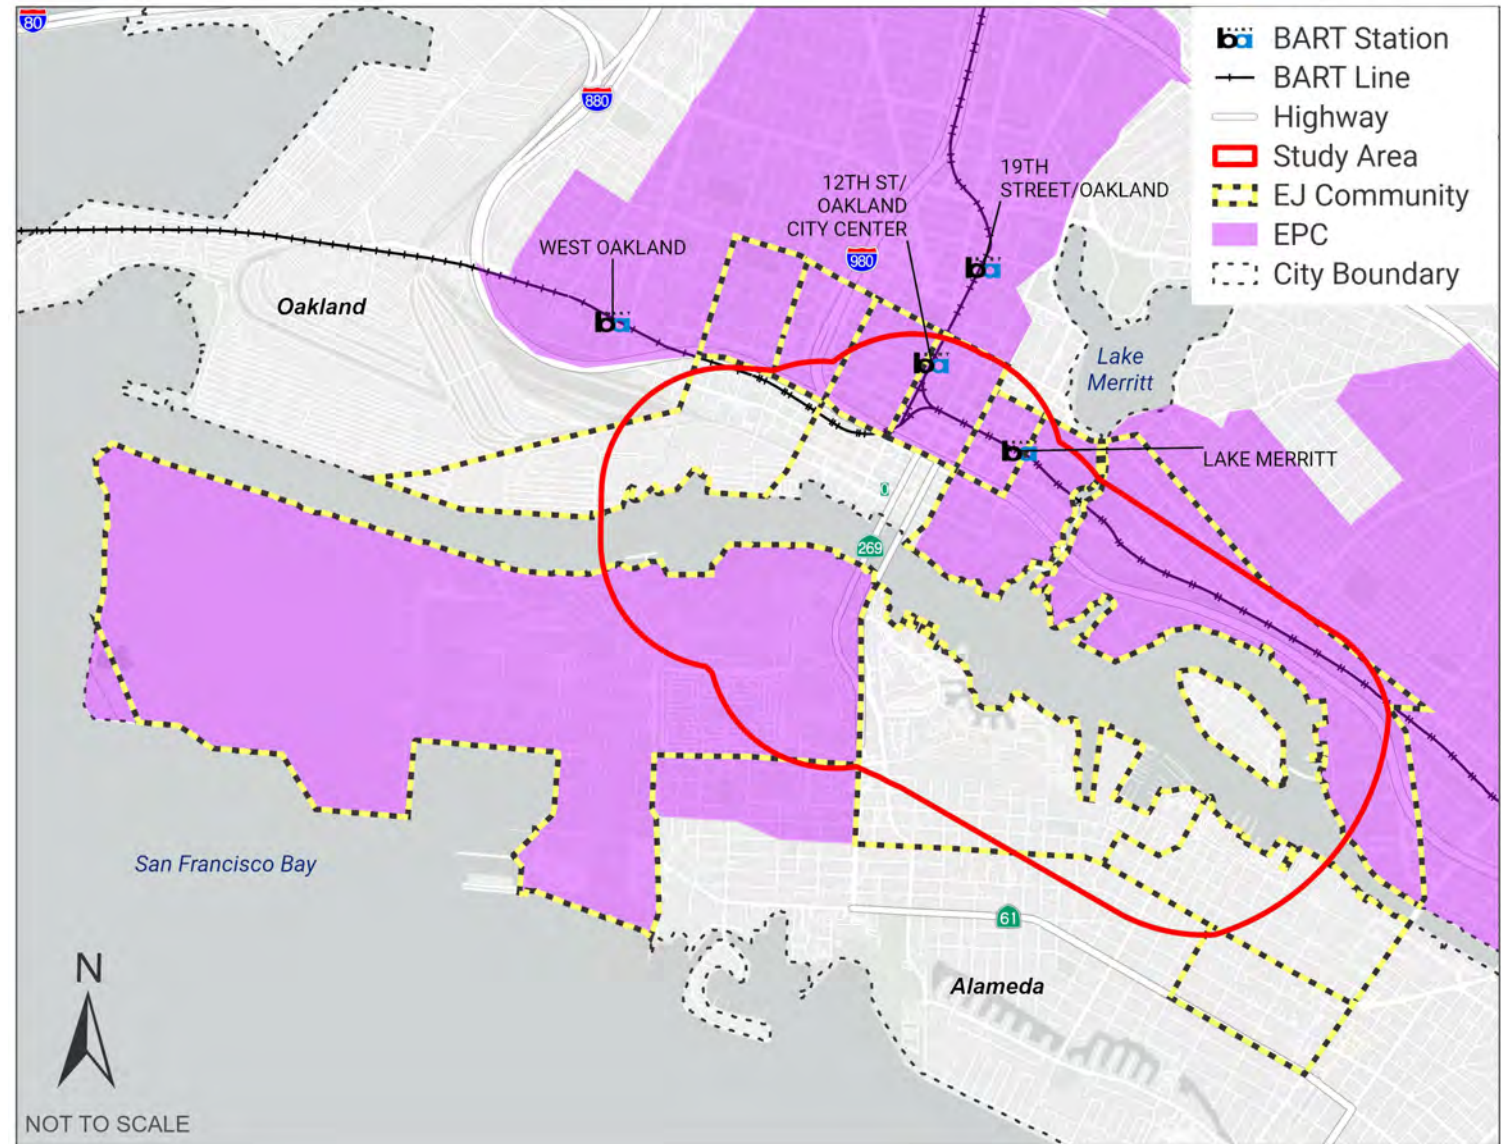 80
880
BART Station
BART Line
Highway
Study Area
EJ Community
EPC
City Boundary
12TH ST/
OAKLAND
CITY CENTER
19TH
STREET/OAKLAND
WEST OAKLAND
980
Oakland
Lake
Merritt
LAKE MERRITT
0
269
San Francisco Bay
61
N
Alameda
NOT TO SCALE